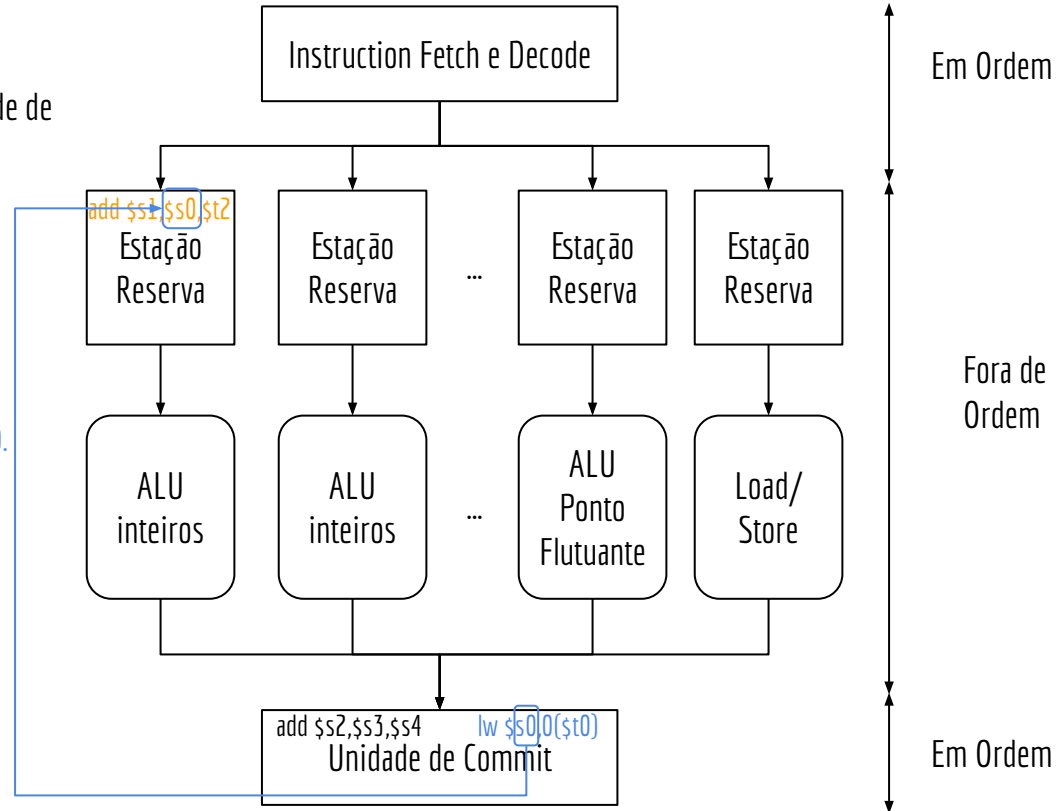 Instruction Fetch e Decode
Em Ordem
de
add $s1,$s0,$t2
Estação
Reserva
Estação
Reserva
...
Estação
Reserva
Estação
Reserva
Fora de
Ordem
ALU
inteiros
ALU
inteiros
...
ALU
Ponto
Flutuante
Load/
Store
add $s2,$s3,$s4
lw $s0,0($t0)
Unidade de Commit
Em Ordem